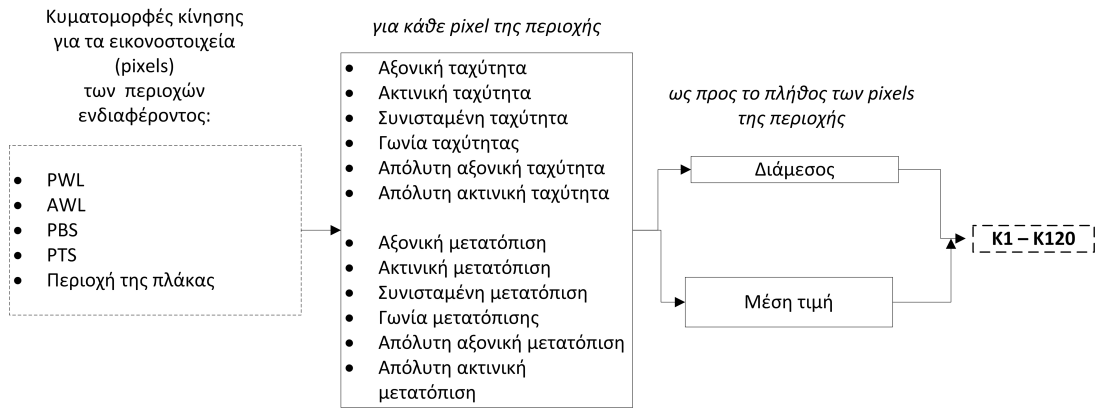 Κυματομορφές κίνησης
για τα εικονοστοιχεία
(pixels)
των περιοχών
ενδιαφέροντος:
• PWL
• AWL
• PBS
• PTS
• Περιοχή της πλάκας
για κάθε pixel της περιοχής
• Αξονική ταχύτητα
• Ακτινική ταχύτητα
• Συνισταμένη ταχύτητα
• Γωνία ταχύτητας
• Απόλυτη αξονική ταχύτητα
• Απόλυτη ακτινική ταχύτητα
• Αξονική μετατόπιση
• Ακτινική μετατόπιση
• Συνισταμένη μετατόπιση
• Γωνία μετατόπισης
• Απόλυτη αξονική μετατόπιση
• Απόλυτη ακτινική
μετατόπιση
ως προς το πλήθος των pixels
της περιοχής
Διάμεσος
Μέση τιμή
K1 – K120